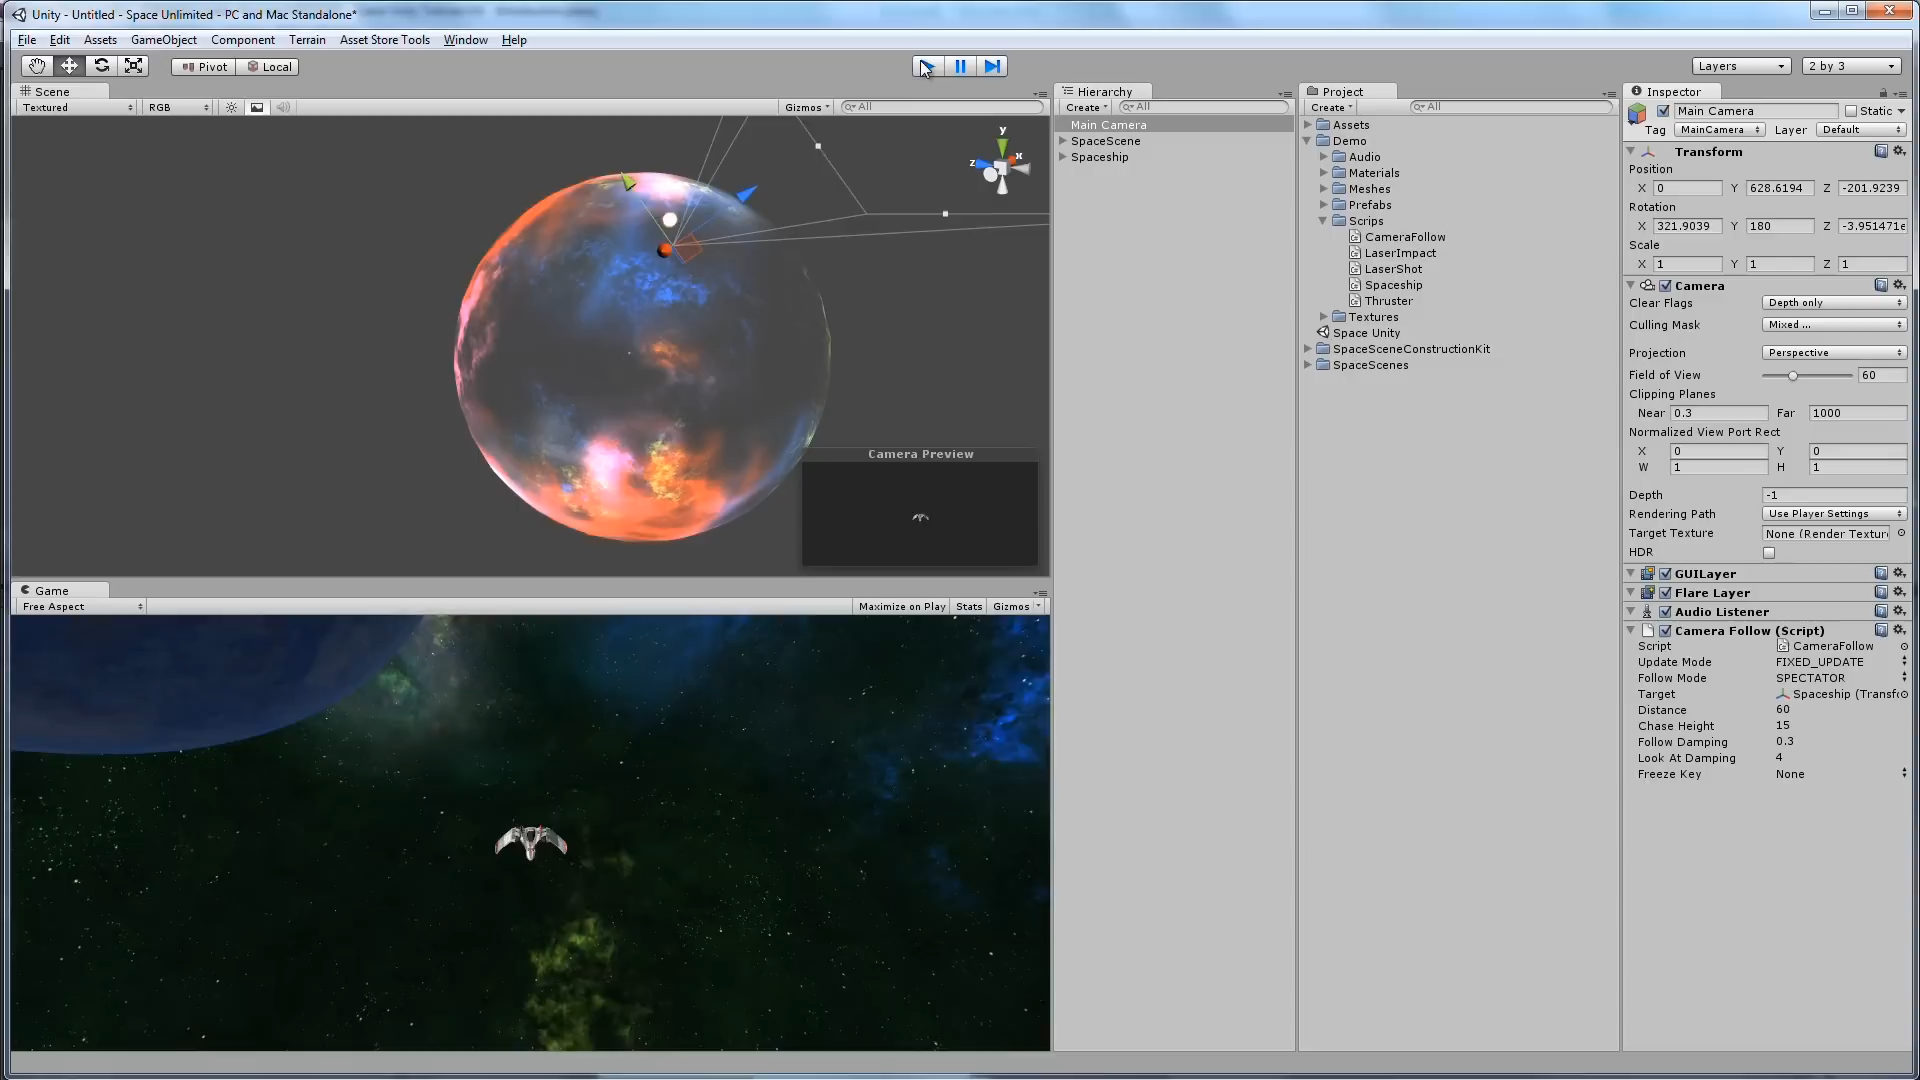 Unity - Untitled - Space Unlimited - PC and Mac Standalone*
File Edit Assets GameObject Component Terrain Asset Store Tools Window Help
Pivot Local Layers 2 by 3
Scene
Textured RGB Gizmos All
y
x
z
Camera Preview
Game
Free Aspect Maximize on Play Stats Gizmos
Hierarchy
Create All
Main Camera
SpaceScene
Spaceship
Project
Create All
Assets
Demo
Audio
Materials
Meshes
Prefabs
Scrips
CameraFollow
LaserImpact
LaserShot
Spaceship
Thruster
Textures
Space Unity
SpaceSceneConstructionKit
SpaceScenes
Inspector
Main Camera Static
Tag MainCamera Layer Default
Transform
Position
X 0 Y 628.6194 Z -201.9239
Rotation
X 321.9039 Y 180 Z -3.951471e
Scale
X 1 Y 1 Z 1
Camera
Clear Flags Depth only
Culling Mask Mixed ...
Projection Perspective
Field of View 60
Clipping Planes
Near 0.3 Far 1000
Normalized View Port Rect
X 0 Y 0
W 1 H 1
Depth -1
Rendering Path Use Player Settings
Target Texture None (Render Textur
HDR
GUILayer
Flare Layer
Audio Listener
Camera Follow (Script)
Script CameraFollow
Update Mode FIXED_UPDATE
Follow Mode SPECTATOR
Target Spaceship (Transf
Distance 60
Chase Height 15
Follow Damping 0.3
Look At Damping 4
Freeze Key None